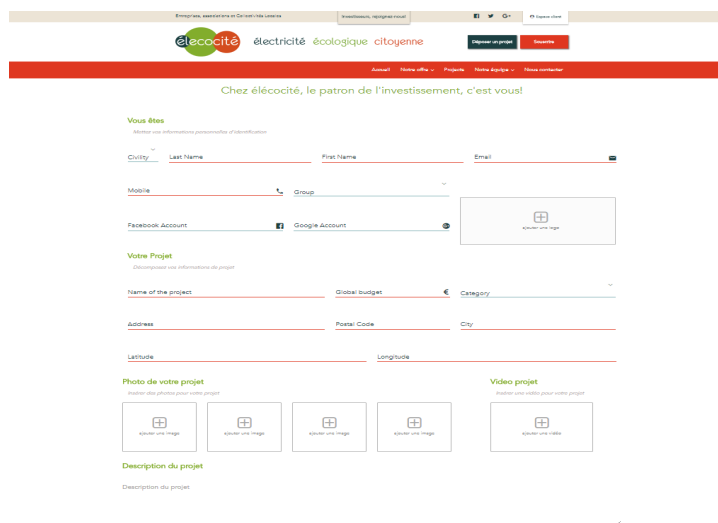 Entreprises, associations et Collectivités Locales
Investisseurs, rejoignez-nous!
G+
Espace client
élecocité
électricité écologique citoyenne
Déposer un projet
Souscrire
Accueil Notre offre Projects Notre équipe Nous contacter
Chez élécocité, le patron de l'investissement, c'est vous!
Vous êtes
Mettez vos informations personnelles d'identification
Civility Last Name First Name Email
Mobile Group
Facebook Account Google Account
ajouter une logo
Votre Projet
Décomposez vos informations de projet
Name of the project Global budget € Category
Address Postal Code City
Latitude Longitude
Photo de votre projet Video projet
Insérer des photos pour votre projet Insérer une vidéo pour votre projet
ajouter une image ajouter une image ajouter une image ajouter une image ajouter une vidéo
Description du projet
Description du projet